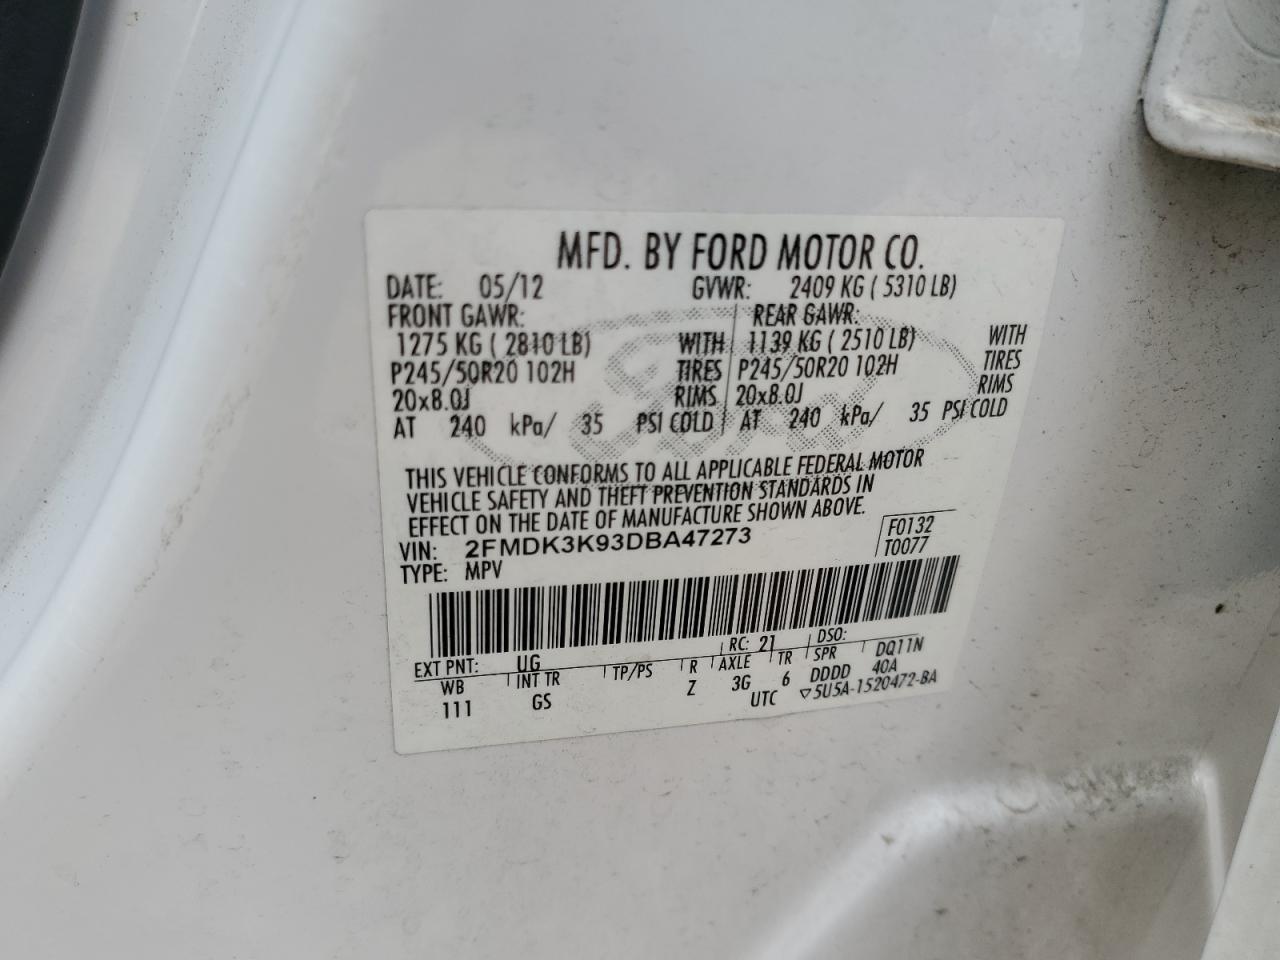 MFD. BY FORD MOTOR CO.
DATE: 05/12 GVWR: 2409 KG ( 5310 LB)
FRONT GAWR: REAR GAWR:
1275 KG ( 2810 LB) WITH 1139 KG ( 2510 LB) WITH
P245/50R20 102H TIRES P245/50R20 102H TIRES
20x8.0J RIMS 20x8.0J RIMS
AT 240 kPa/ 35 PSI COLD AT 240 kPa/ 35 PSI COLD
THIS VEHICLE CONFORMS TO ALL APPLICABLE FEDERAL MOTOR
VEHICLE SAFETY AND THEFT PREVENTION STANDARDS IN
EFFECT ON THE DATE OF MANUFACTURE SHOWN ABOVE.
F0132
VIN: 2FMDK3K93DBA47273
T0077
TYPE: MPV
EXT PNT: UG RC: 21 DSO:
WB INT TR TP/PS R AXLE TR SPR DQ11N
111 GS Z 3G 6 DDDD 40A
UTC ▽5U5A-1520472-BA